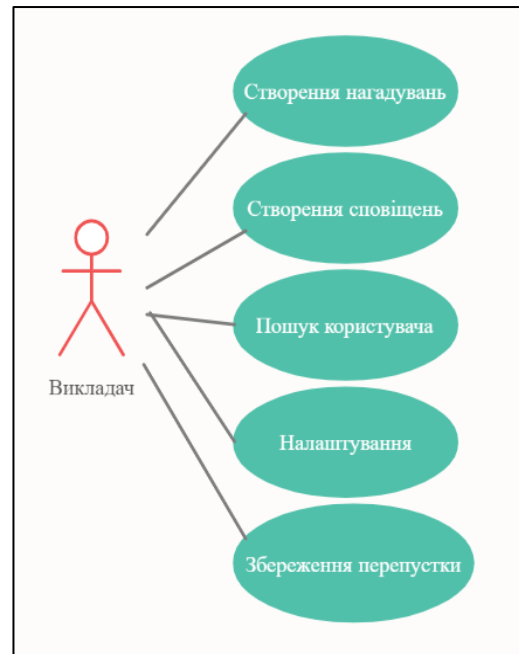 Створення нагадувань
Створення сповіщень
Пошук користувача
Викладач
Налаштування
Збереження перепустки